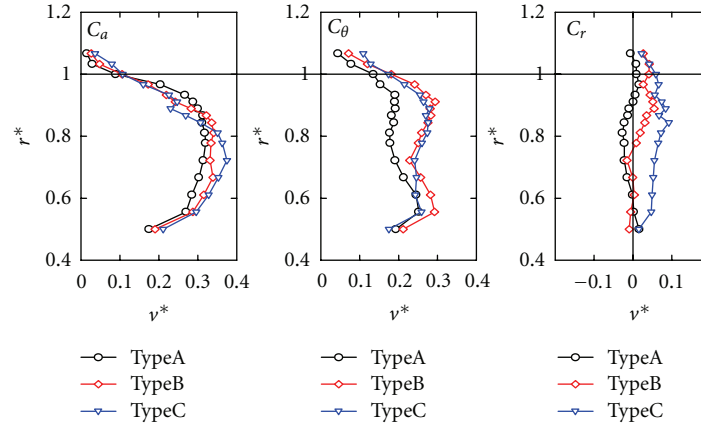 1.2 1.2 1.2
C_a C_θ C_r
1 1 1
r* 0.8 r* 0.8 r* 0.8
0.6 0.6 0.6
0.4 0.4 0.4
0 0.1 0.2 0.3 0.4 0 0.1 0.2 0.3 0.4 −0.1 0 0.1
v* v* v*
TypeA TypeA TypeA
TypeB TypeB TypeB
TypeC TypeC TypeC